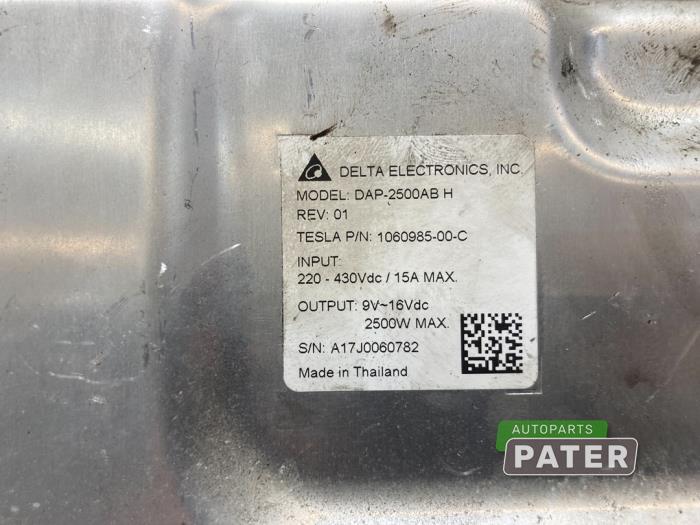 DELTA ELECTRONICS, INC.
MODEL: DAP-2500AB H
REV: 01
TESLA P/N: 1060985-00-C
INPUT:
220 - 430Vdc / 15A MAX.
OUTPUT: 9V~16Vdc
2500W MAX.
S/N: A17J0060782
Made in Thailand
AUTOPARTS
PATER